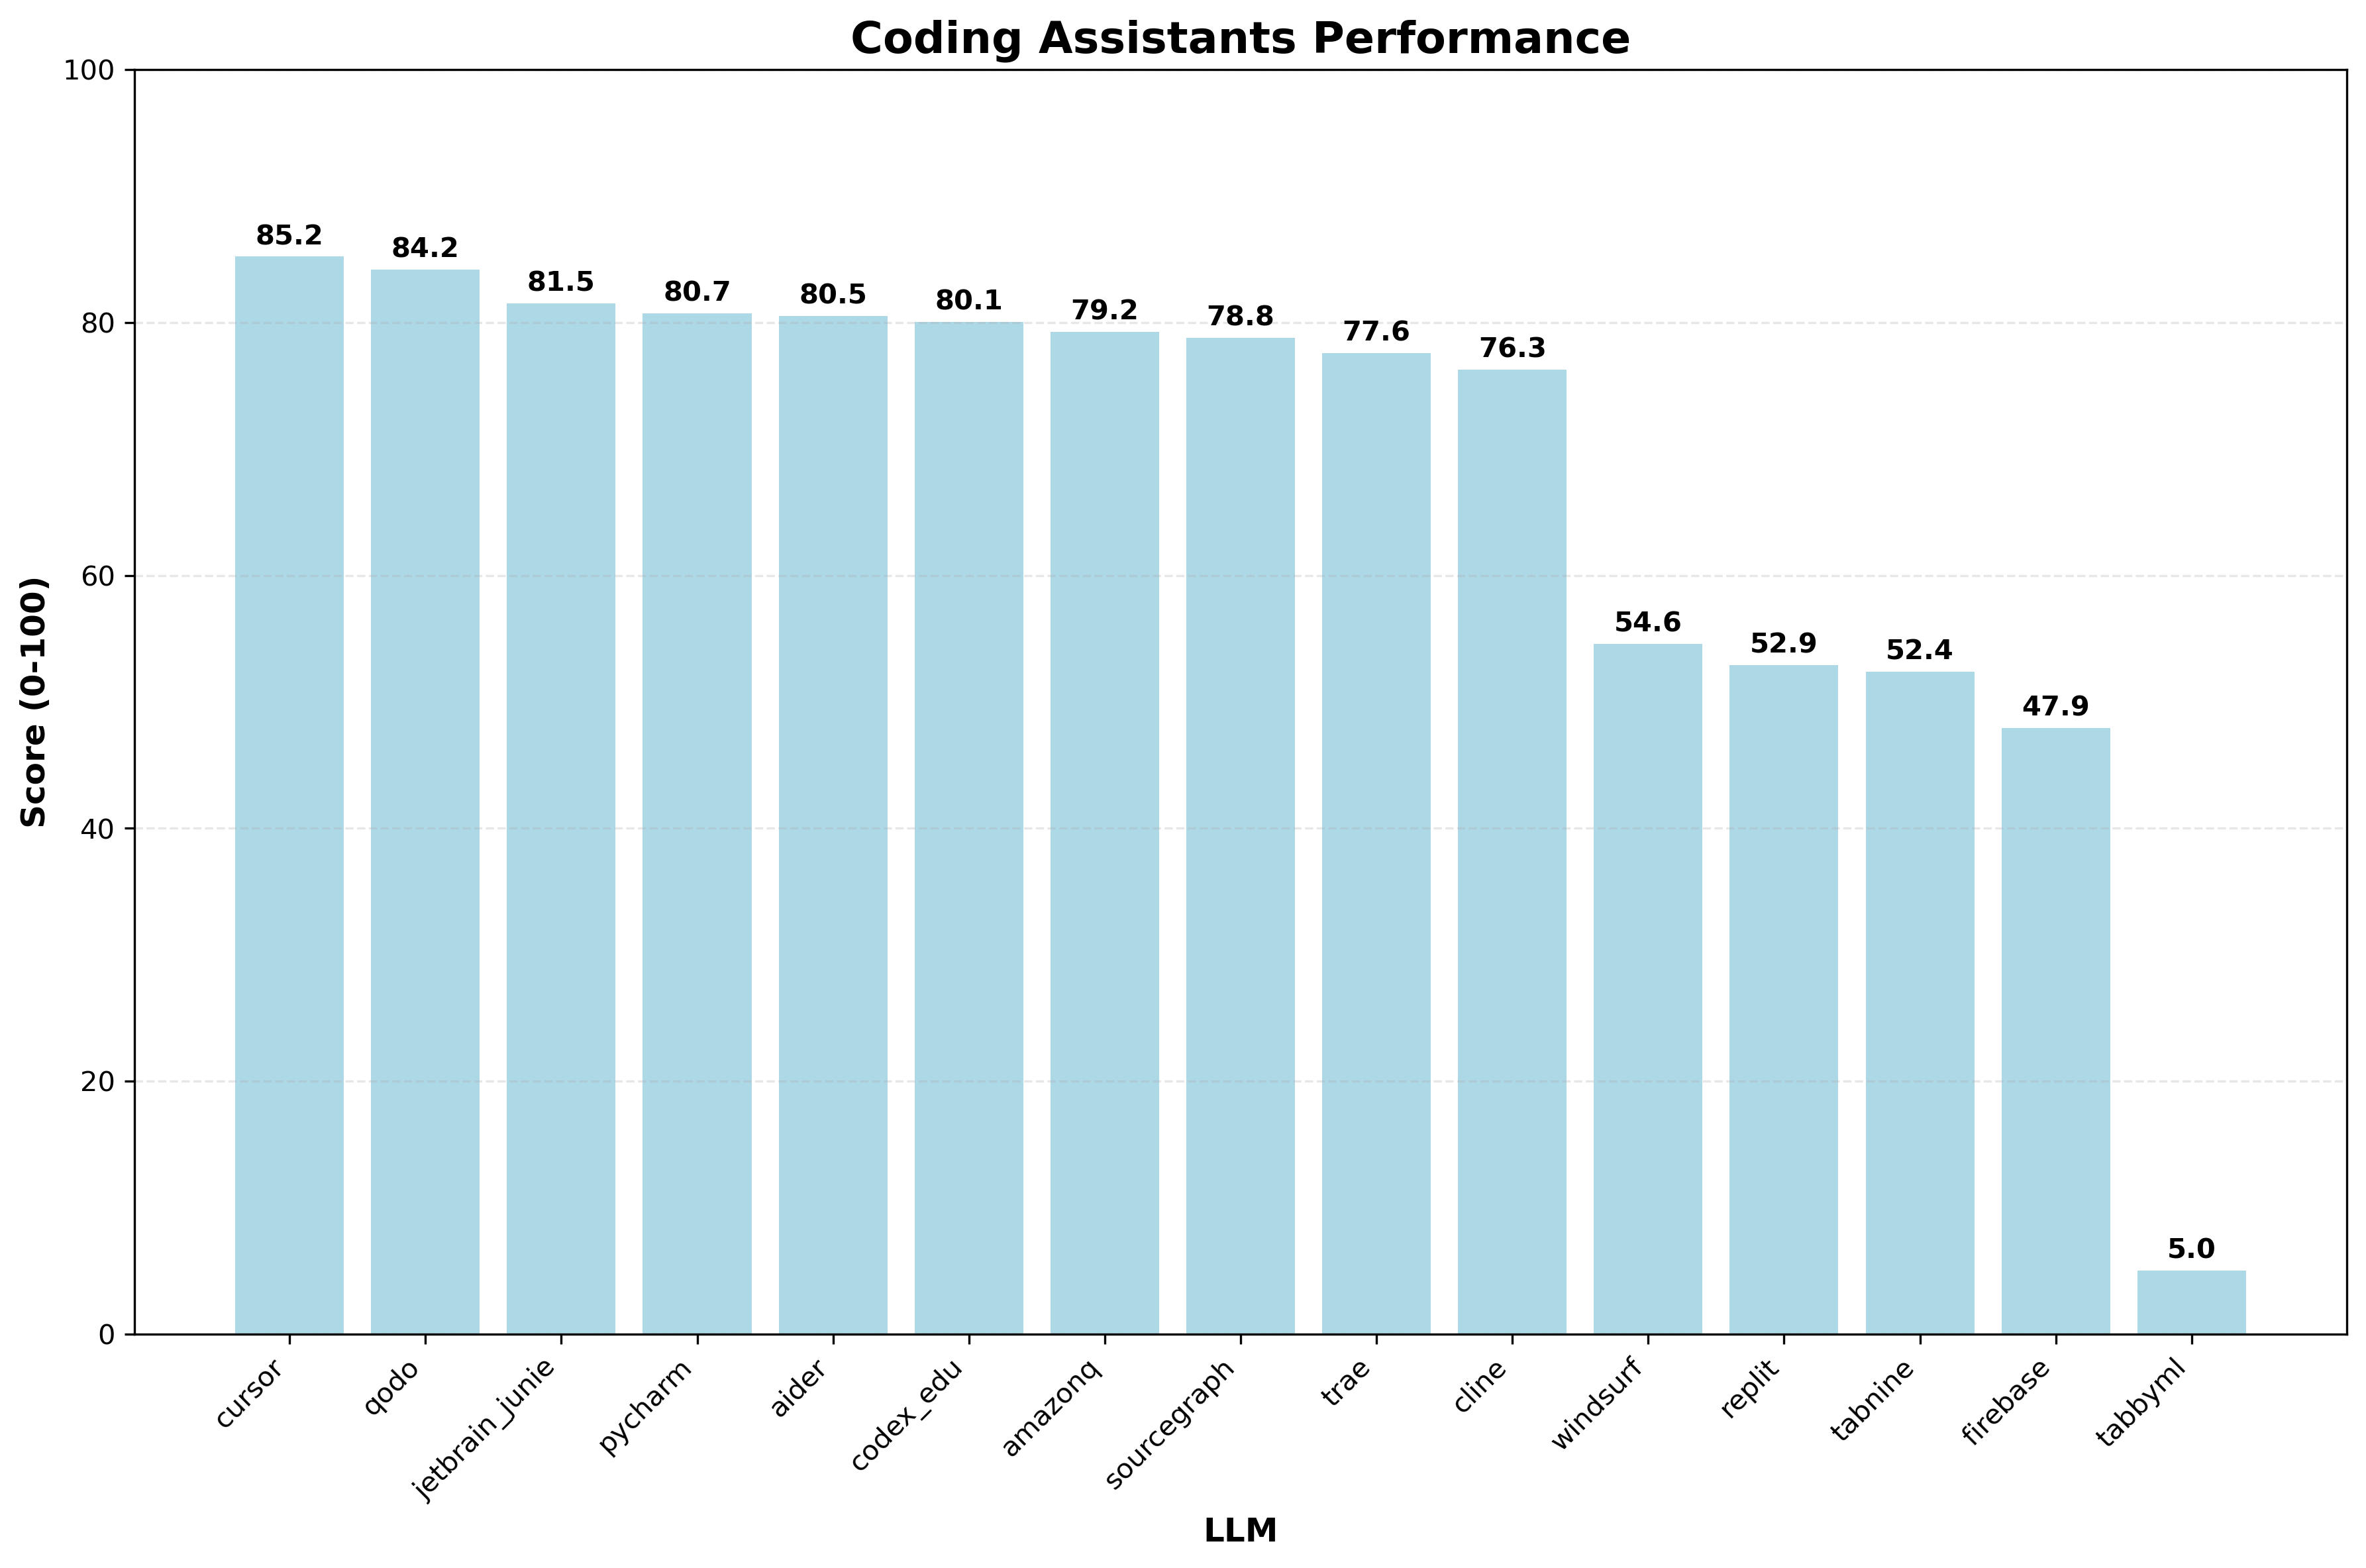 Coding Assistants Performance
Score (0-100)
100
80
60
40
20
0
85.2
84.2
81.5
80.7
80.5
80.1
79.2
78.8
77.6
76.3
54.6
52.9
52.4
47.9
5.0
cursor
qodo
jetbrain_junie
pycharm
aider
codex_edu
amazonq
sourcegraph
trae
cline
windsurf
replit
tabnine
firebase
tabbyml
LLM